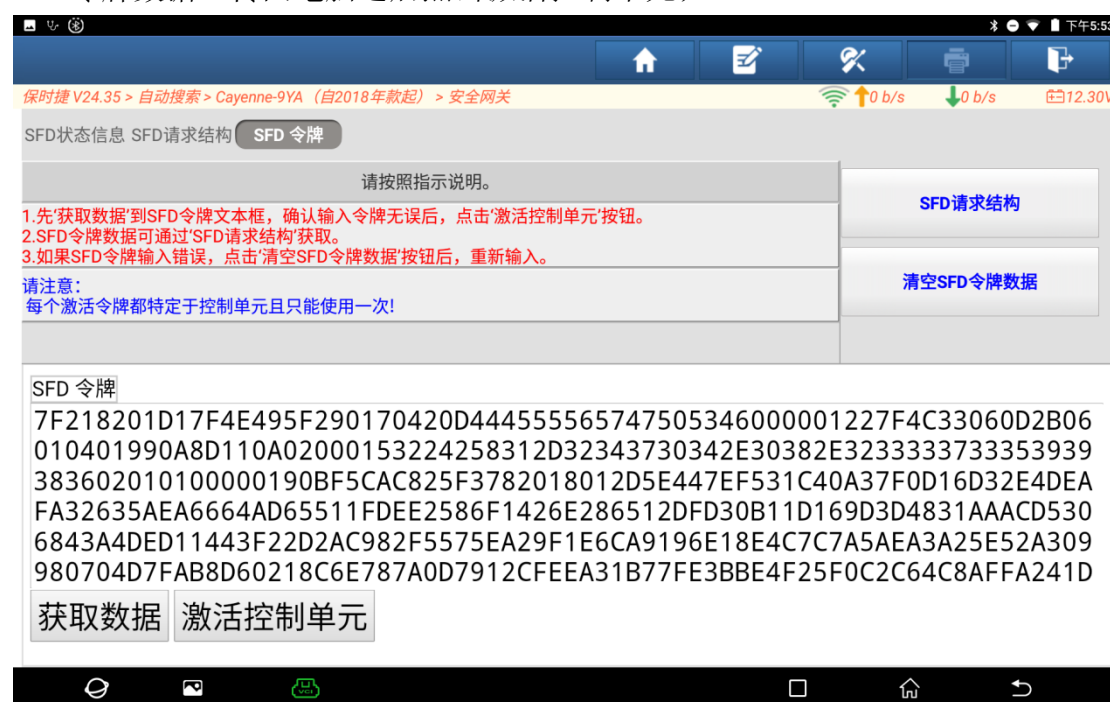 下午5:53
保时捷 V24.35 > 自动搜索 > Cayenne-9YA（自2018年款起） > 安全网关
0 b/s
0 b/s
12.30V
SFD状态信息 SFD请求结构 SFD 令牌
请按照指示说明。
1.先'获取数据'到SFD令牌文本框，确认输入令牌无误后，点击'激活控制单元'按钮。
2.SFD令牌数据可通过'SFD请求结构'获取。
3.如果SFD令牌输入错误，点击'清空SFD令牌数据'按钮后，重新输入。
请注意：
每个激活令牌都特定于控制单元且只能使用一次!
SFD请求结构
清空SFD令牌数据
SFD 令牌
7F218201D17F4E495F290170420D44455555657475053460000001227F4C33060D2B06
010401990A8D110A02000153224258312D32343730342E30382E3233333733353939
383602010100000190BF5CAC825F3782018012D5E447EF531C40A37F0D16D32E4DEA
FA32635AEA6664AD65511FDEE2586F1426E286512DFD30B11D169D3D4831AAACD530
6843A4DED11443F22D2AC982F5575EA29F1E6CA9196E18E4C7C7A5AEA3A25E52A309
980704D7FAB8D60218C6E787A0D7912CFEEA31B77FE3BBE4F25F0C2C64C8AFFA241D
获取数据 激活控制单元
VCI